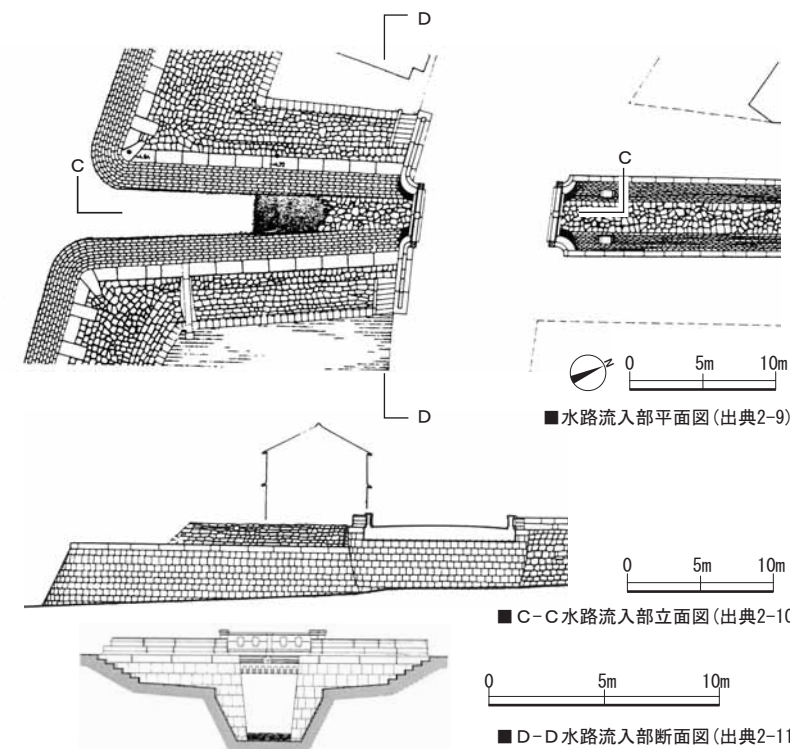 D
C
C
N
0 5m 10m
D
■水路流入部平面図(出典2-9)
0 5m 10m
■C-C水路流入部立面図(出典2-10
0 5m 10m
■D-D水路流入部断面図(出典2-11